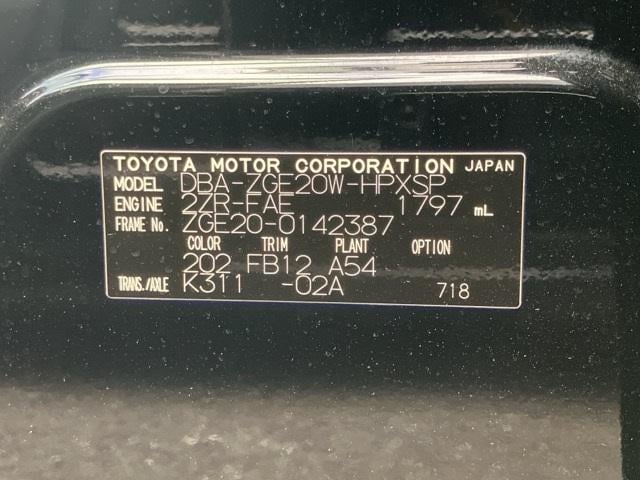 TOYOTA MOTOR CORPORATION JAPAN
MODEL DBA-ZGE20W-HPXSP
ENGINE 2ZR-FAE 1797 mL
FRAME No. ZGE20-0142387
COLOR TRIM PLANT OPTION
202 FB12 A54
TRANS./AXLE K311 -02A 718